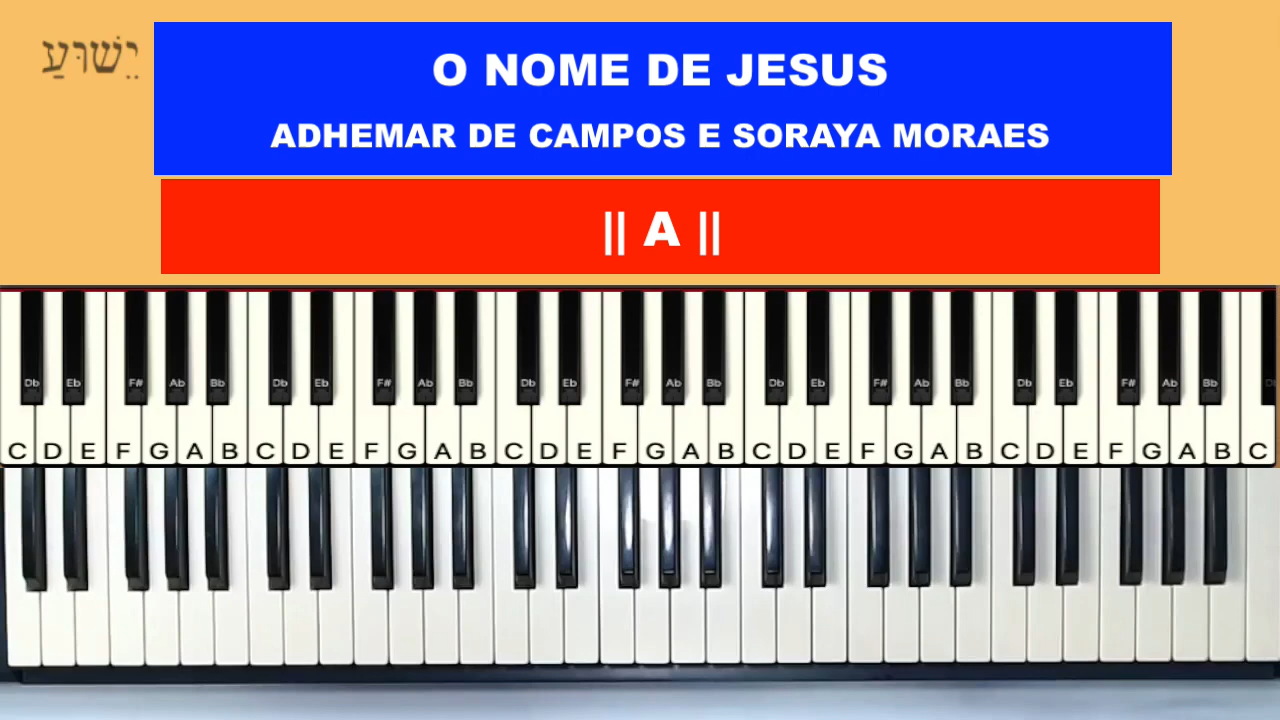 יֵשׁוּעַ
O NOME DE JESUS
ADHEMAR DE CAMPOS E SORAYA MORAES
|| A ||
Db Eb F# Ab Bb Db Eb F# Ab Bb Db Eb F# Ab Bb Db Eb F# Ab Bb Db Eb F# Ab Bb
C D E F G A B C D E F G A B C D E F G A B C D E F G A B C D E F G A B C